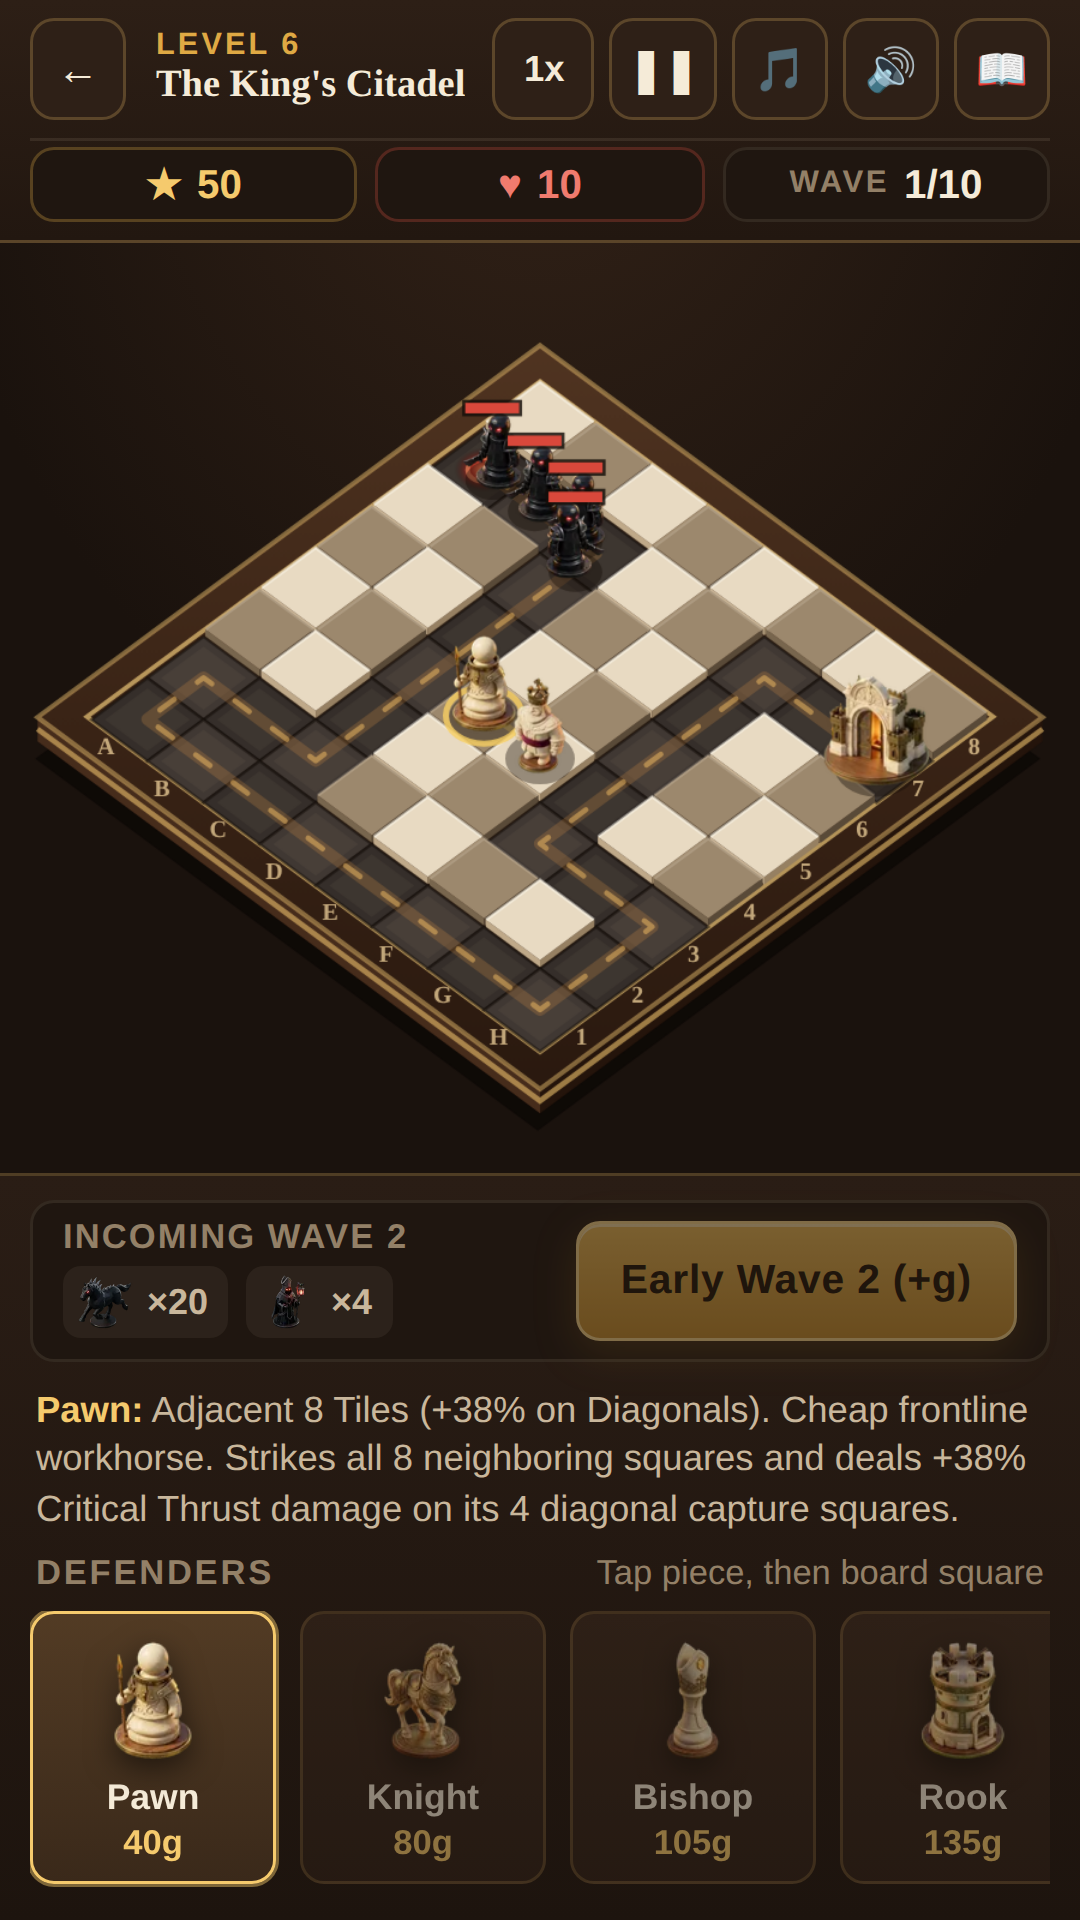 ←
LEVEL 6
The King's Citadel
1x
★ 50
♥ 10
WAVE 1/10
A
B
C
D
E
F
G
H
8
7
6
5
4
3
2
1
INCOMING WAVE 2
×20
×4
Early Wave 2 (+g)
Pawn: Adjacent 8 Tiles (+38% on Diagonals). Cheap frontline
workhorse. Strikes all 8 neighboring squares and deals +38%
Critical Thrust damage on its 4 diagonal capture squares.
DEFENDERS
Tap piece, then board square
Pawn
40g
Knight
80g
Bishop
105g
Rook
135g